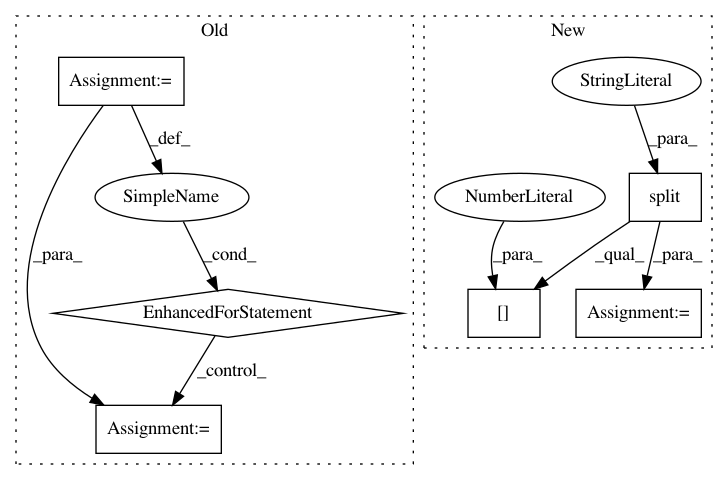 Old
New
Assignment:=
StringLiteral
_def_
_para_
SimpleName
NumberLiteral
split
_para_
_cond_
_para_
_qual_
_para_
EnhancedForStatement
[]
Assignment:=
_control_
Assignment:=